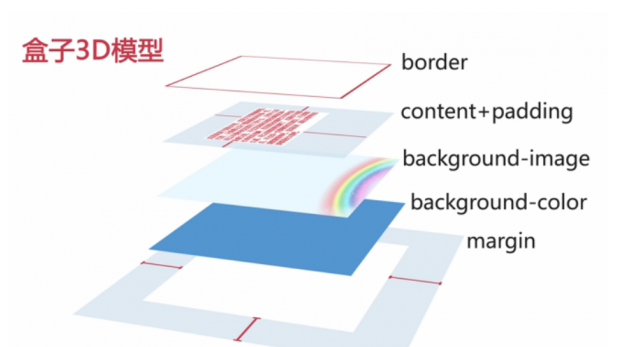 盒子3D模型
border
content+padding
background-image
background-color
margin